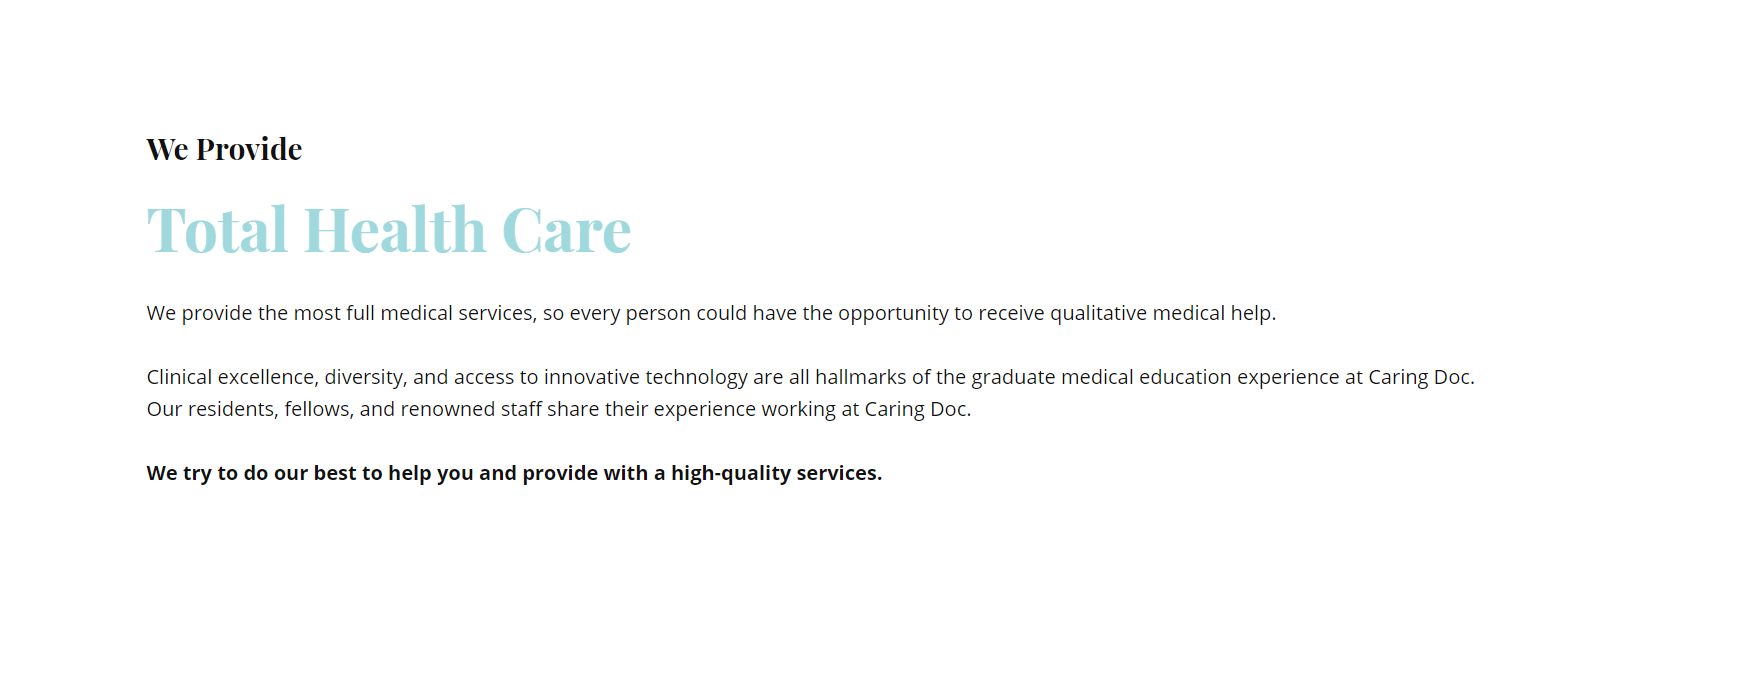 We Provide
Total Health Care
We provide the most full medical services, so every person could have the opportunity to receive qualitative medical help.
Clinical excellence, diversity, and access to innovative technology are all hallmarks of the graduate medical education experience at Caring Doc.
Our residents, fellows, and renowned staff share their experience working at Caring Doc.
We try to do our best to help you and provide with a high-quality services.